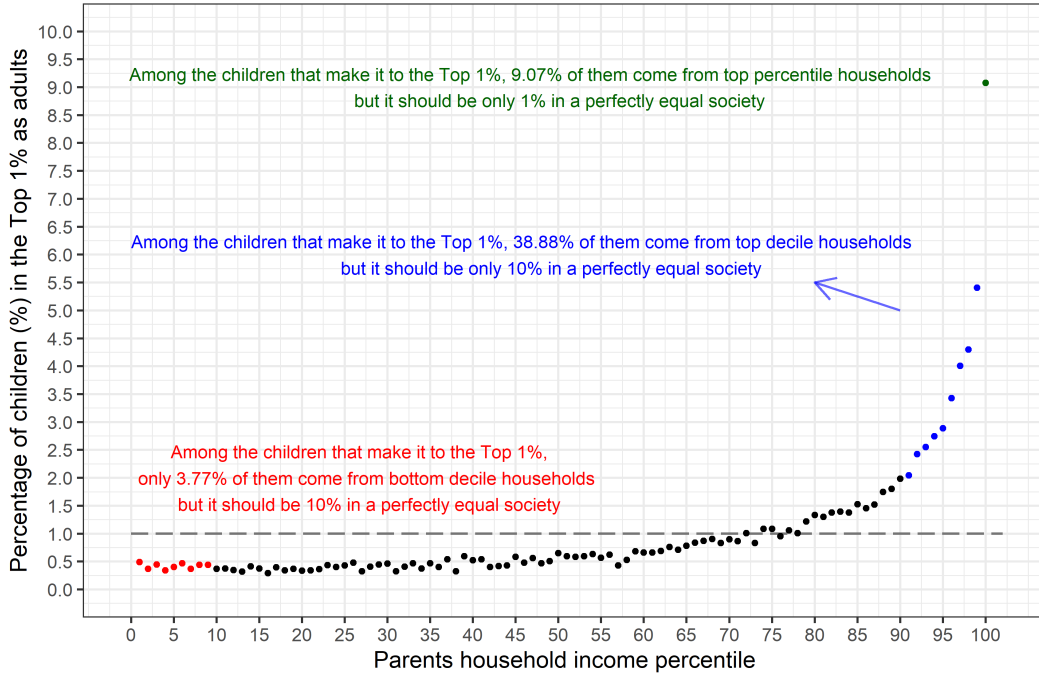 10.0
9.5
9.0
8.5
8.0
7.5
7.0
6.5
6.0
5.5
5.0
4.5
4.0
3.5
3.0
2.5
2.0
1.5
1.0
0.5
0.0
Percentage of children (%) in the Top 1% as adults
Among the children that make it to the Top 1%, 9.07% of them come from top percentile households
but it should be only 1% in a perfectly equal society
Among the children that make it to the Top 1%, 38.88% of them come from top decile households
but it should be only 10% in a perfectly equal society
Among the children that make it to the Top 1%,
only 3.77% of them come from bottom decile households
but it should be 10% in a perfectly equal society
0 5 10 15 20 25 30 35 40 45 50 55 60 65 70 75 80 85 90 95 100
Parents household income percentile